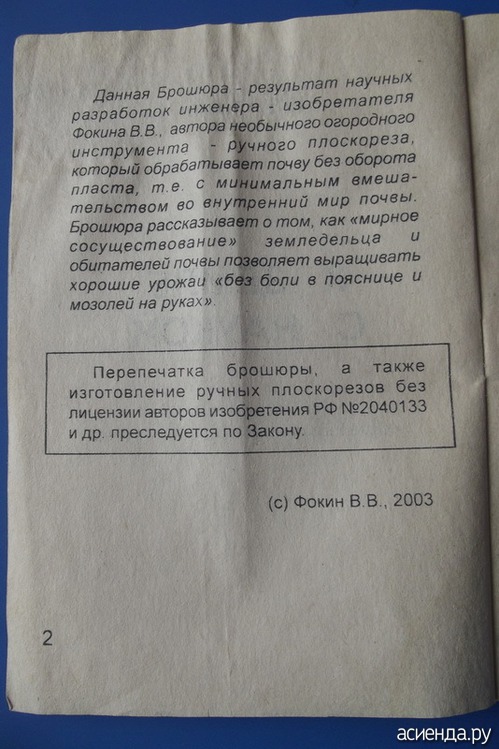 Данная Брошюра - результат научных
разработок инженера - изобретателя
Фокина В.В., автора необычного огородного
инструмента - ручного плоскореза,
который обрабатывает почву без оборота
пласта, т.е. с минимальным вмеша-
тельством во внутренний мир почвы.
Брошюра рассказывает о том, как «мирное
сосуществование» земледельца и
обитателей почвы позволяет выращивать
хорошие урожаи «без боли в пояснице и
мозолей на руках».
Перепечатка брошюры, а также
изготовление ручных плоскорезов без
лицензии авторов изобретения РФ №2040133
и др. преследуется по Закону.
(с) Фокин В.В., 2003
2
асиенда.ру